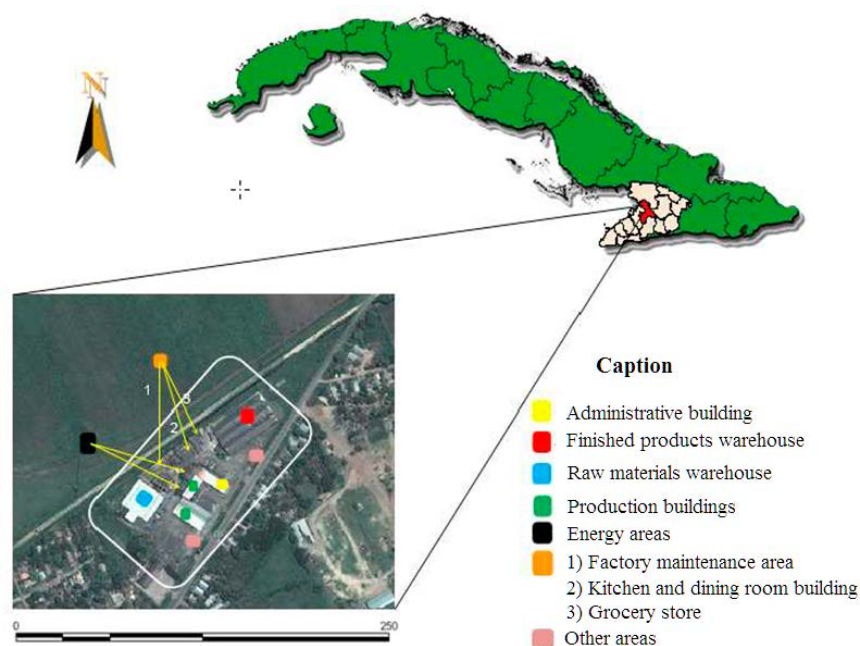 N
1
3
2
Caption
Administrative building
Finished products warehouse
Raw materials warehouse
Production buildings
Energy areas
1) Factory maintenance area
2) Kitchen and dining room building
3) Grocery store
Other areas
0
250